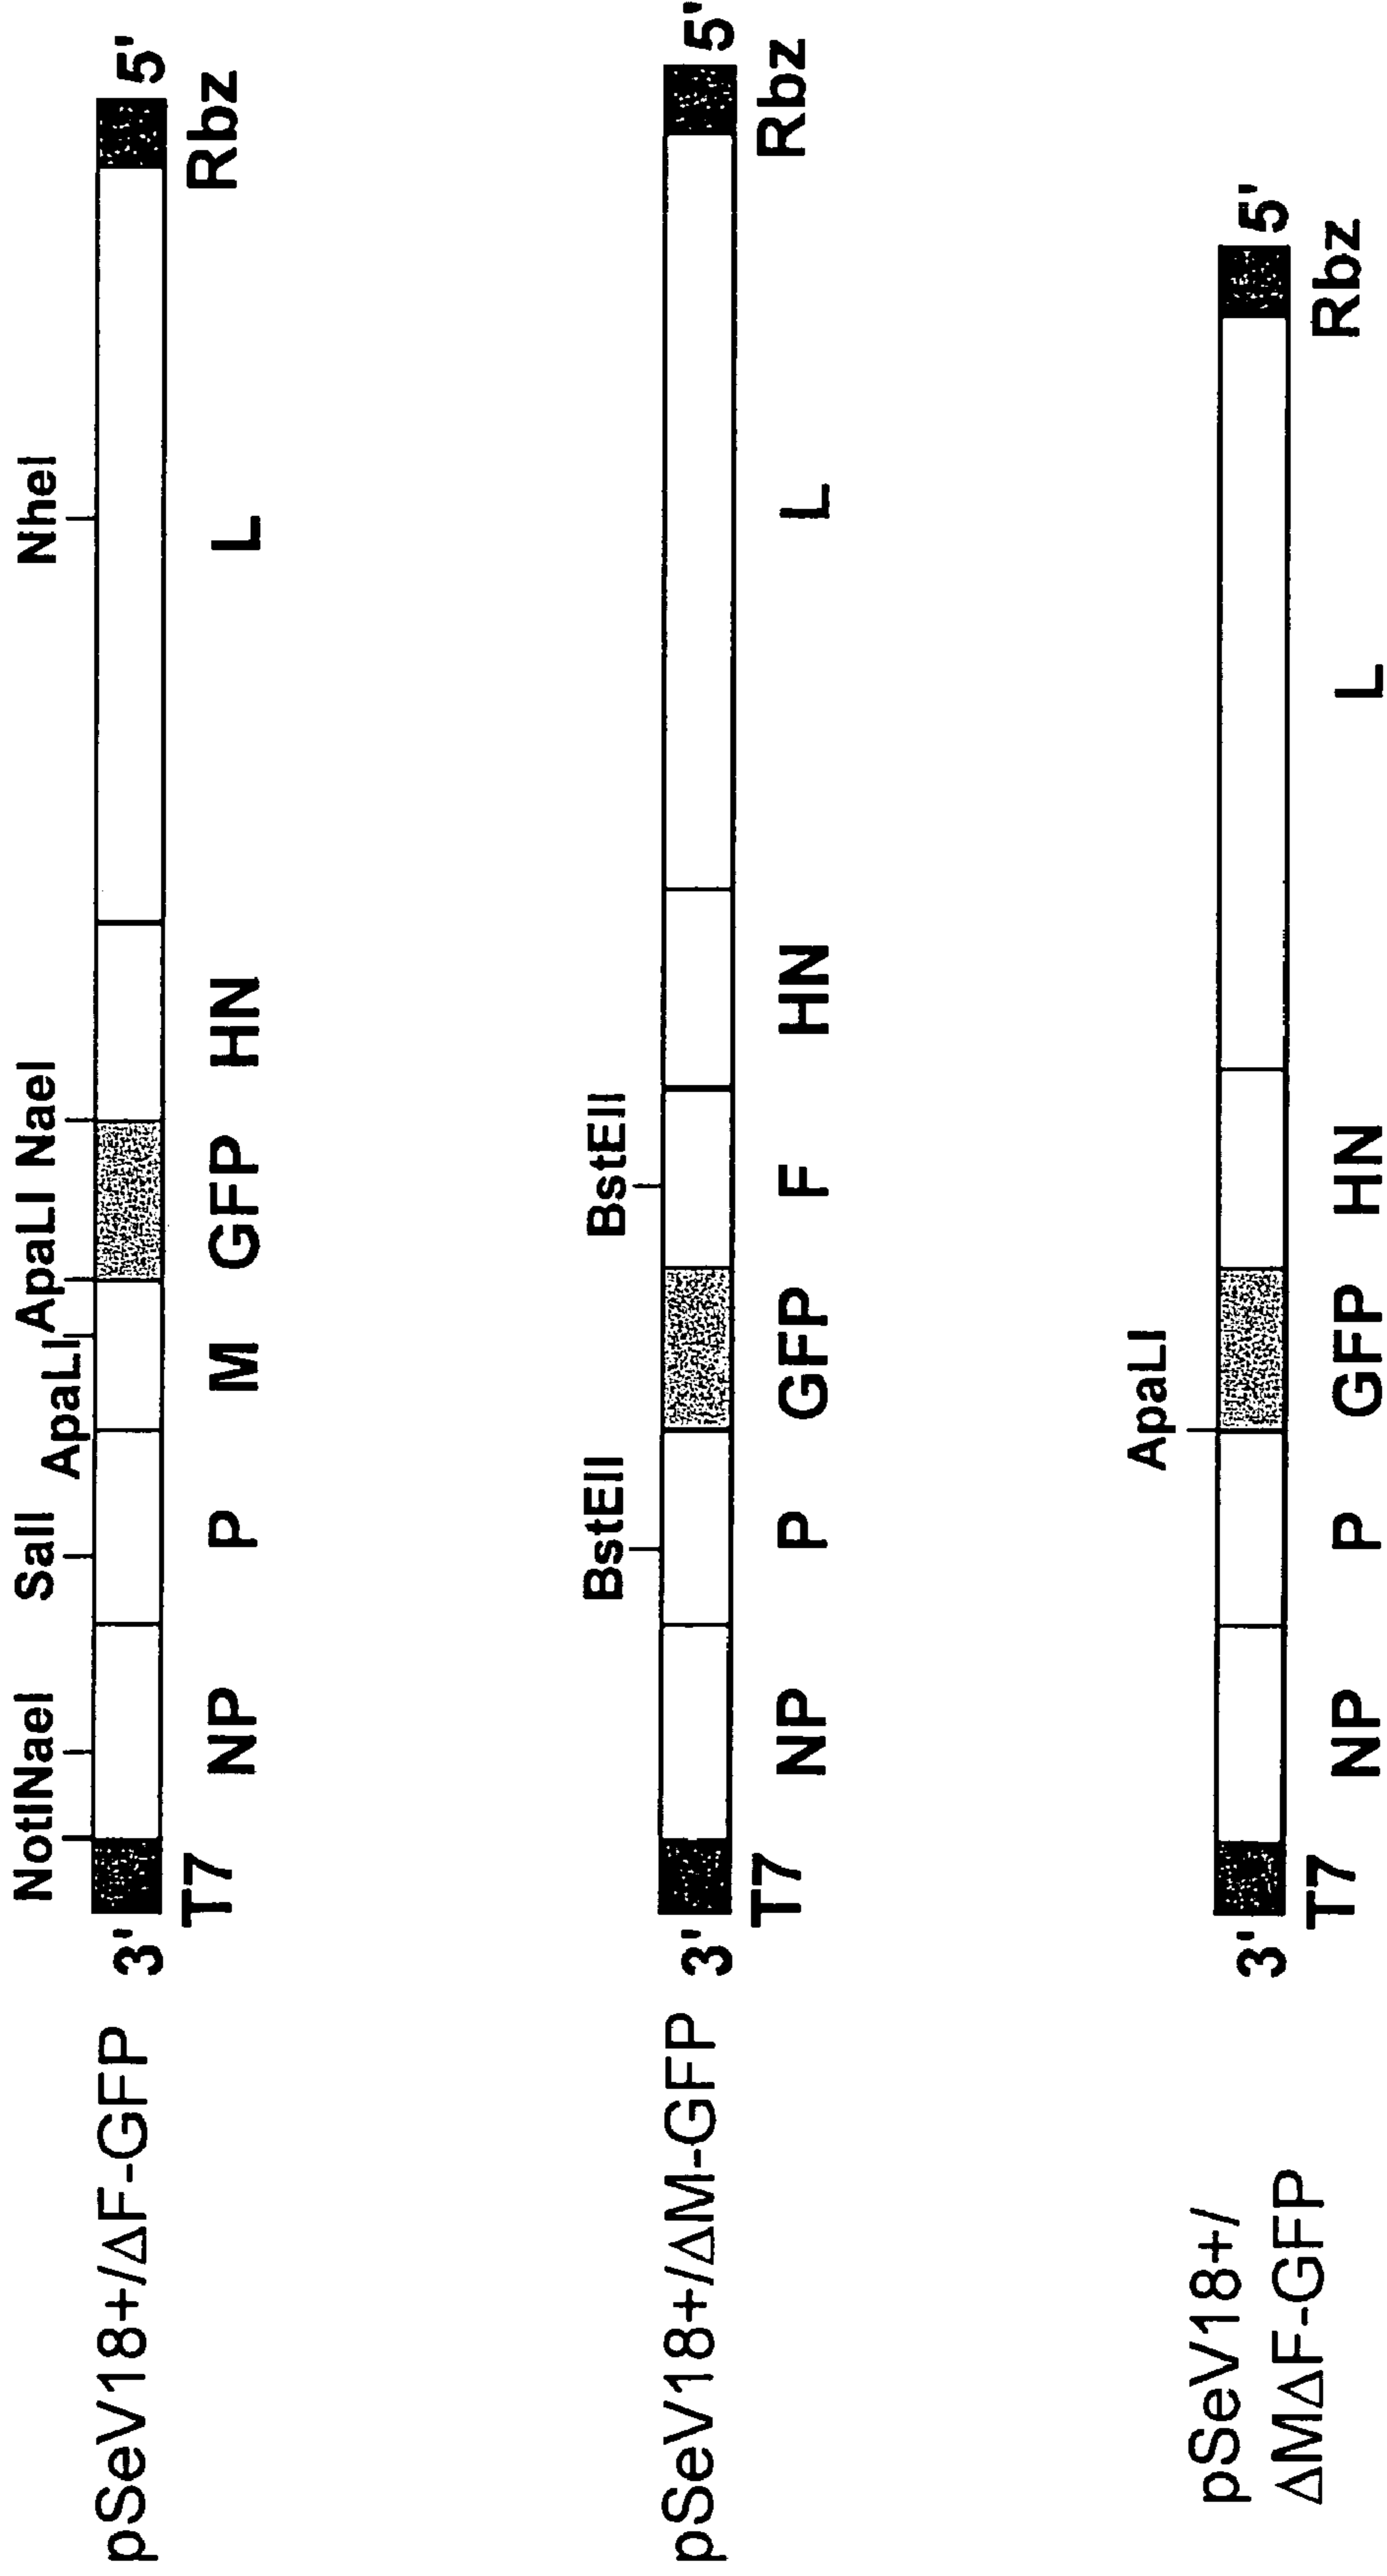 NotI NaeI SalI ApaLI ApaLI NaeI NheI
pSeV18+/ΔF-GFP 3' 5'
T7 NP P M GFP HN L Rbz
BstEII BstEII
pSeV18+/ΔM-GFP 3' 5'
T7 NP P GFP F HN L Rbz
ApaLI
pSeV18+/
ΔMΔF-GFP
3' 5'
T7 NP P GFP HN L Rbz